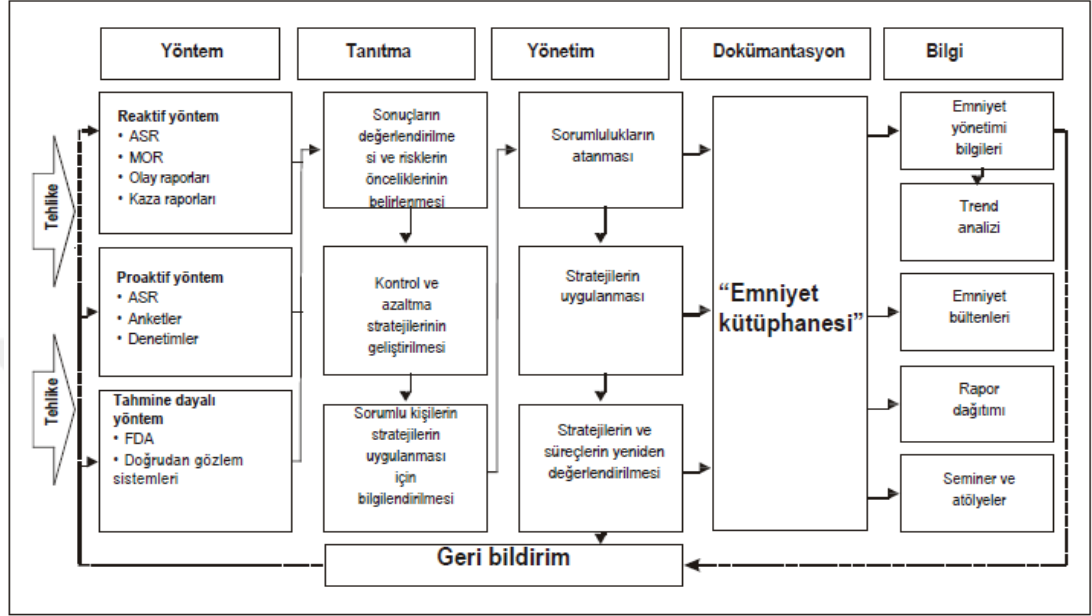 Yöntem
Tanıtma
Yönetim
Dokümantasyon
Bilgi
Tehlike
Tehlike
Reaktif yöntem
• ASR
• MOR
• Olay raporları
• Kaza raporları
Proaktif yöntem
• ASR
• Anketler
• Denetimler
Tahmine dayalı
yöntem
• FDA
• Doğrudan gözlem
sistemleri
Sonuçların
değerlendirilme
si ve risklerin
önceliklerinin
belirlenmesi
Kontrol ve
azaltma
stratejilerinin
geliştirilmesi
Sorumlu kişilerin
stratejilerin
uygulanması
için
bilgilendirilmesi
Sorumlulukların
atanması
Stratejilerin
uygulanması
Stratejilerin ve
süreçlerin yeniden
değerlendirilmesi
“Emniyet
kütüphanesi”
Emniyet
yönetimi
bilgileri
Trend
analizi
Emniyet
bültenleri
Rapor
dağıtımı
Seminer ve
atölyeler
Geri bildirim